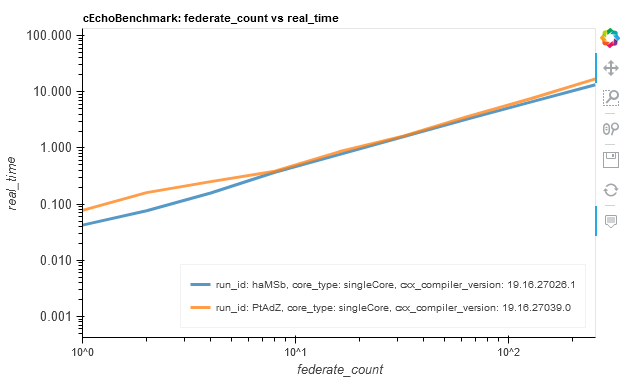 cEchoBenchmark: federate_count vs real_time
100.000
10.000
1.000
0.100
0.010
0.001
real_time
run_id: haMSb, core_type: singleCore, cxx_compiler_version: 19.16.27026.1
run_id: PtAdZ, core_type: singleCore, cxx_compiler_version: 19.16.27039.0
10^0
10^1
10^2
federate_count